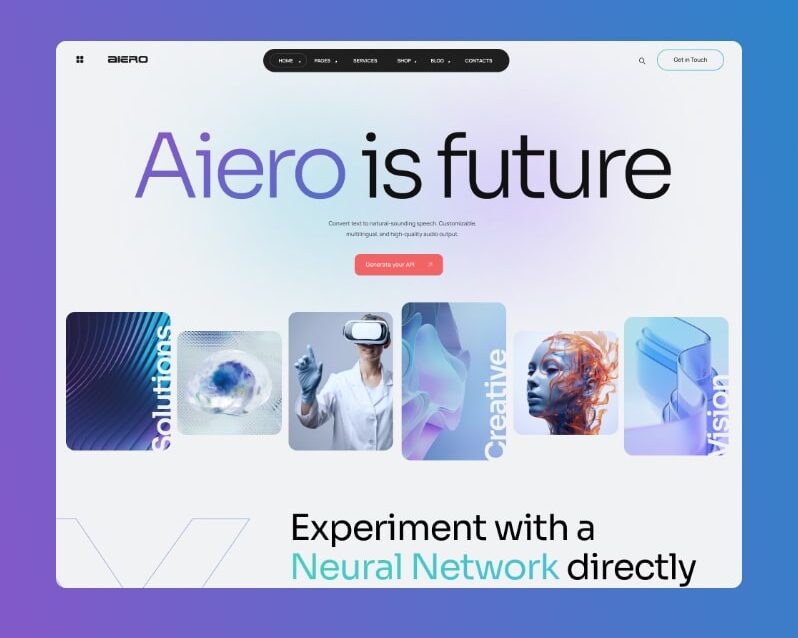 AIERO
HOME PAGES SERVICES SHOP BLOG CONTACTS
Get in Touch
Aiero is future
Convert text to natural-sounding speech. Customizable,
multilingual, and high-quality audio output.
Generate your API
Solutions
Creative
Vision
Experiment with a
Neural Network directly